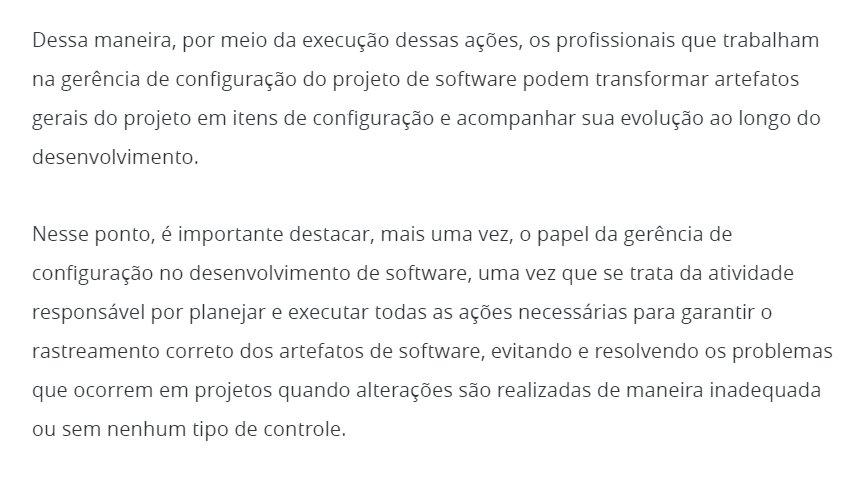 Dessa maneira, por meio da execução dessas ações, os profissionais que trabalham
na gerência de configuração do projeto de software podem transformar artefatos
gerais do projeto em itens de configuração e acompanhar sua evolução ao longo do
desenvolvimento.
Nesse ponto, é importante destacar, mais uma vez, o papel da gerência de
configuração no desenvolvimento de software, uma vez que se trata da atividade
responsável por planejar e executar todas as ações necessárias para garantir o
rastreamento correto dos artefatos de software, evitando e resolvendo os problemas
que ocorrem em projetos quando alterações são realizadas de maneira inadequada
ou sem nenhum tipo de controle.